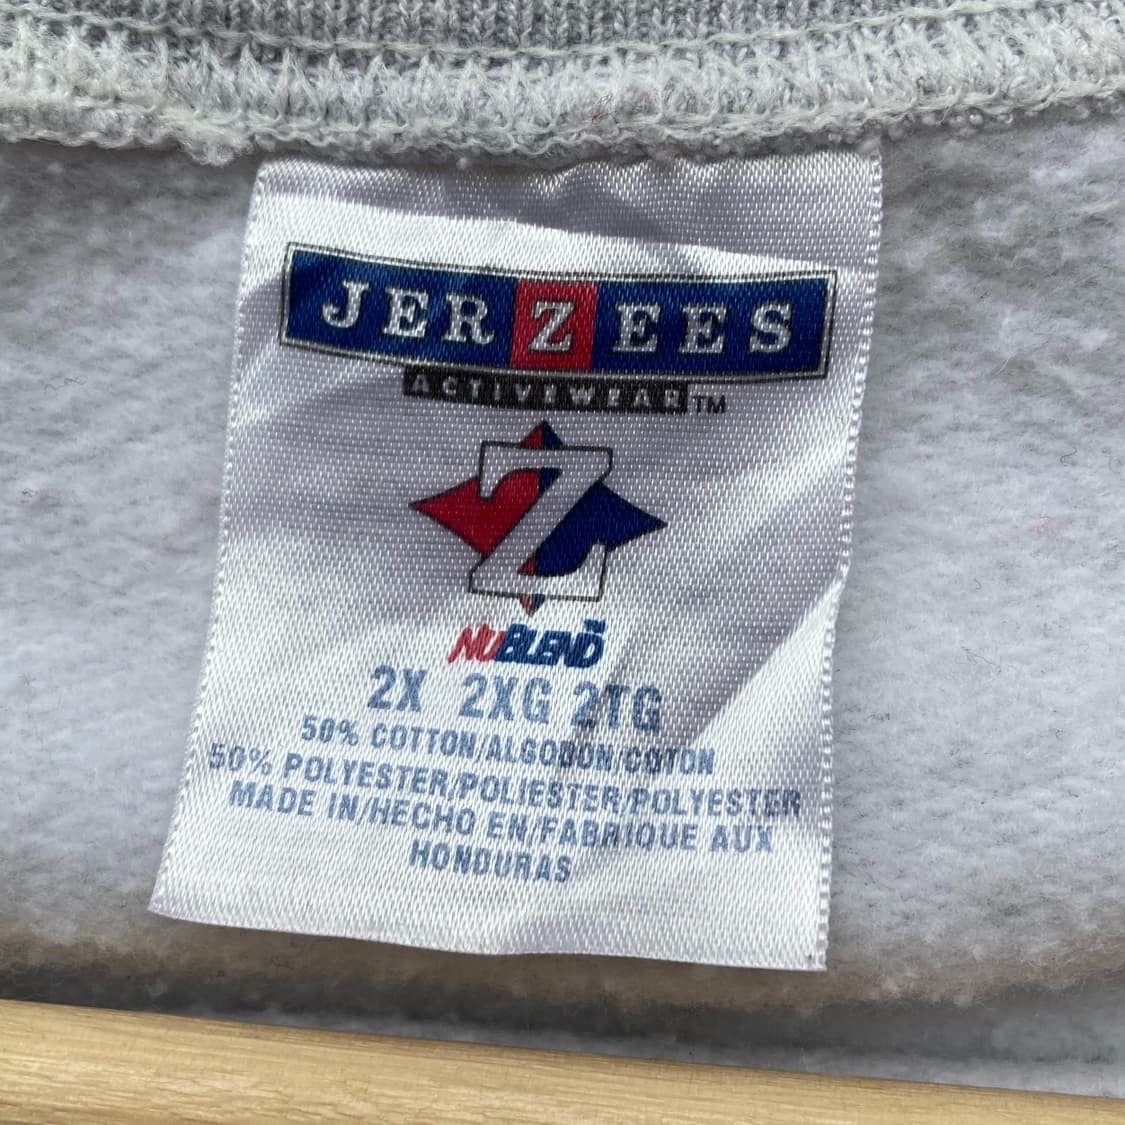 JERZEES
ACTIVEWEAR™
Z
NUBLEND™
2X 2XG 2TG
50% COTTON/ALGODON/COTON
50% POLYESTER/POLIESTER/POLYESTER
MADE IN/HECHO EN/FABRIQUE AUX
HONDURAS